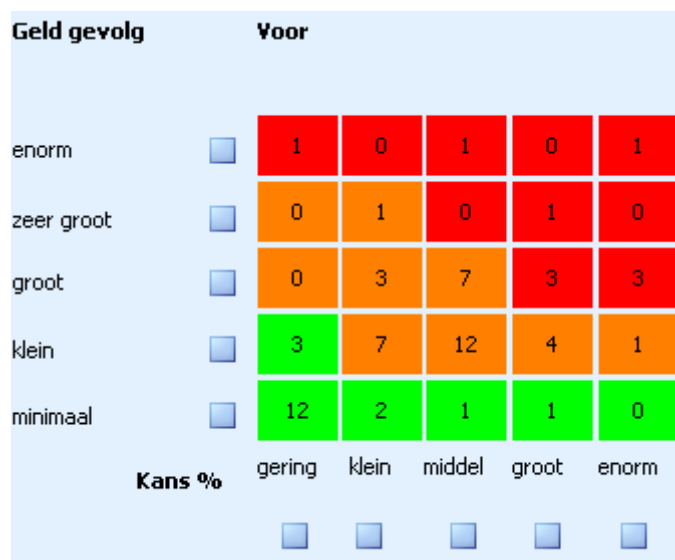 Geld gevolg Voor
enorm 1 0 1 0 1
zeer groot 0 1 0 1 0
groot 0 3 7 3 3
klein 3 7 12 4 1
minimaal 12 2 1 1 0
Kans % gering klein middel groot enorm